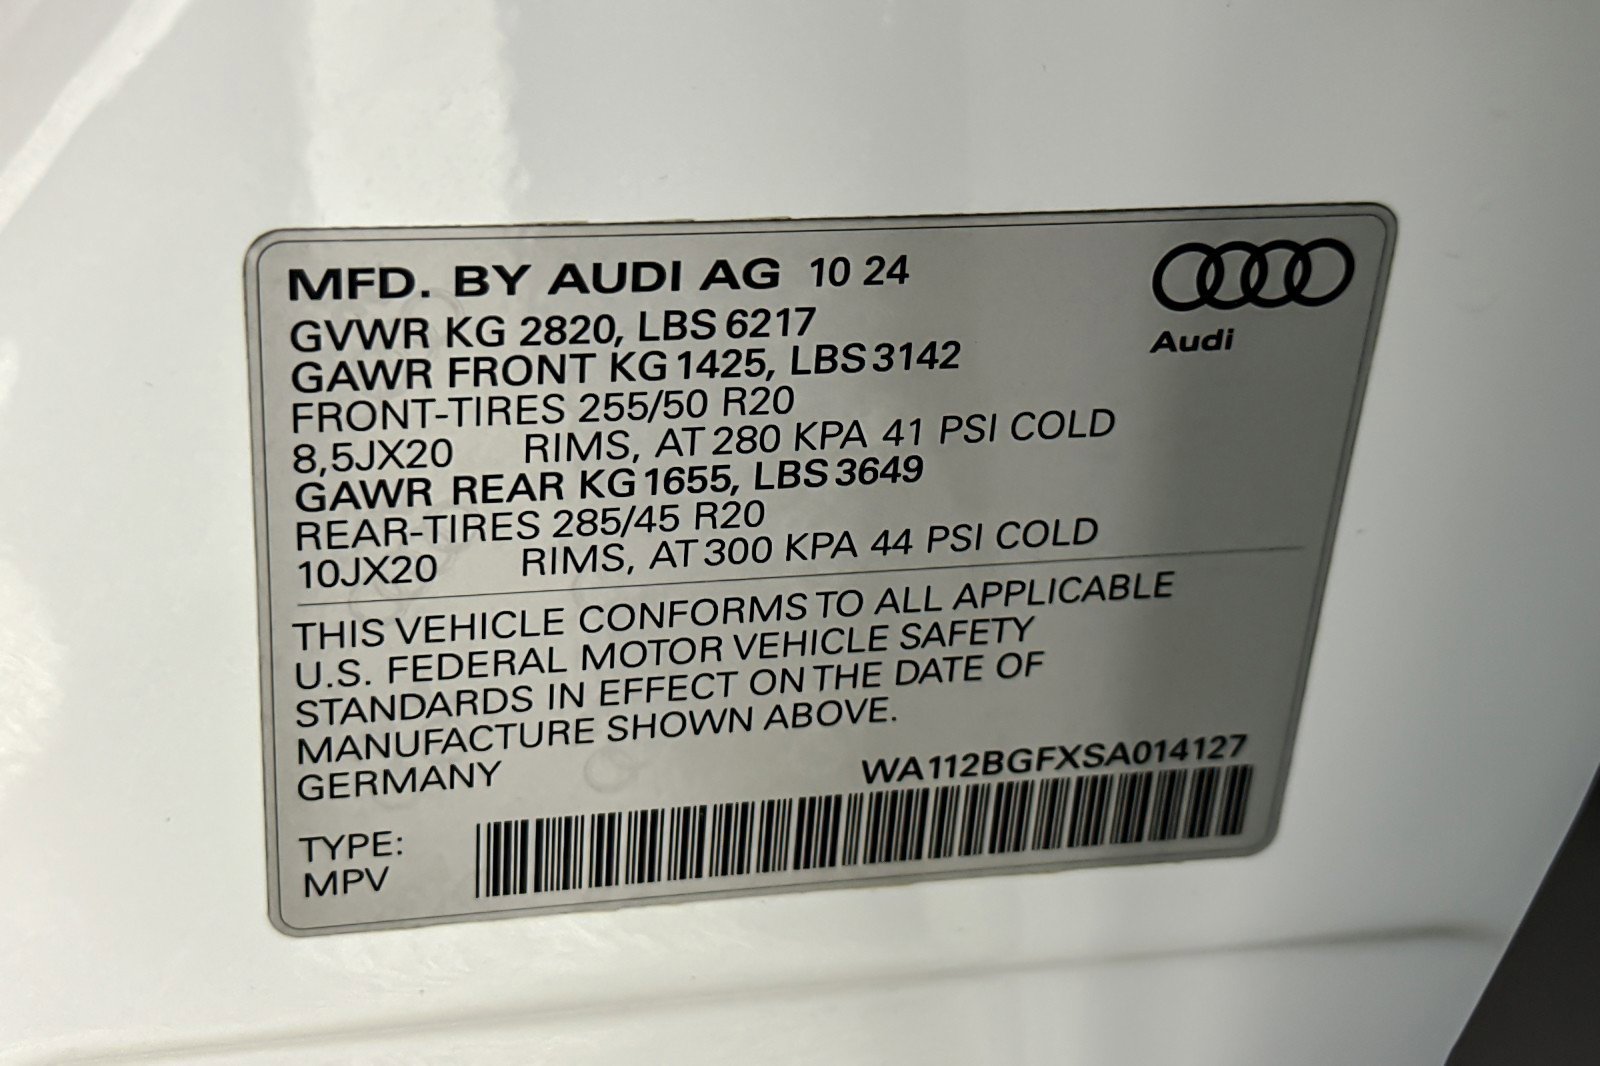 MFD. BY AUDI AG 10 24
Audi
GVWR KG 2820, LBS 6217
GAWR FRONT KG 1425, LBS 3142
FRONT-TIRES 255/50 R20
8,5JX20 RIMS, AT 280 KPA 41 PSI COLD
GAWR REAR KG 1655, LBS 3649
REAR-TIRES 285/45 R20
10JX20 RIMS, AT 300 KPA 44 PSI COLD
THIS VEHICLE CONFORMS TO ALL APPLICABLE
U.S. FEDERAL MOTOR VEHICLE SAFETY
STANDARDS IN EFFECT ON THE DATE OF
MANUFACTURE SHOWN ABOVE.
GERMANY
WA112BGFXSA014127
TYPE:
MPV